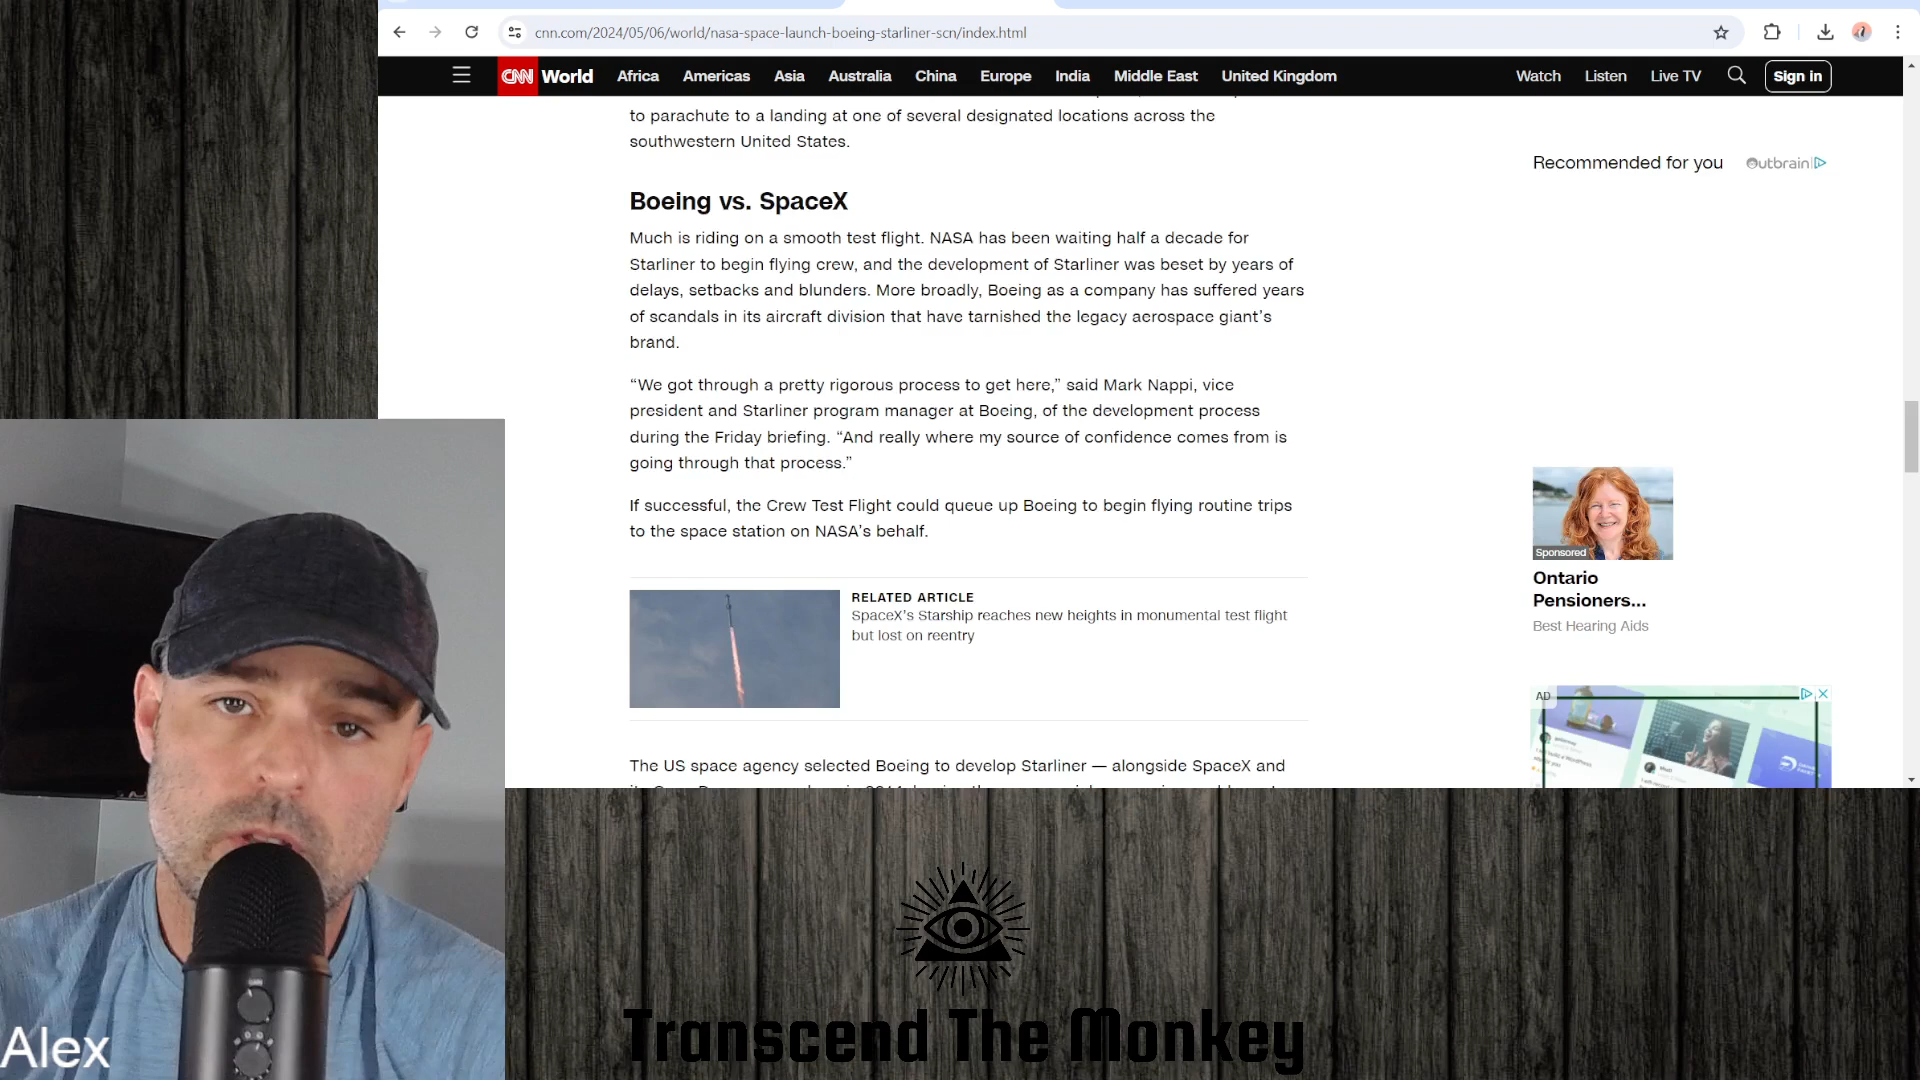 cnn.com/2024/05/06/world/nasa-space-launch-boeing-starliner-scn/index.html
CNN World Africa Americas Asia Australia China Europe India Middle East United Kingdom Watch Listen Live TV Sign in
to parachute to a landing at one of several designated locations across the
southwestern United States.
Boeing vs. SpaceX
Much is riding on a smooth test flight. NASA has been waiting half a decade for
Starliner to begin flying crew, and the development of Starliner was beset by years of
delays, setbacks and blunders. More broadly, Boeing as a company has suffered years
of scandals in its aircraft division that have tarnished the legacy aerospace giant’s
brand.
“We got through a pretty rigorous process to get here,” said Mark Nappi, vice
president and Starliner program manager at Boeing, of the development process
during the Friday briefing. “And really where my source of confidence comes from is
going through that process.”
If successful, the Crew Test Flight could queue up Boeing to begin flying routine trips
to the space station on NASA’s behalf.
RELATED ARTICLE
SpaceX’s Starship reaches new heights in monumental test flight
but lost on reentry
The US space agency selected Boeing to develop Starliner — alongside SpaceX and
Recommended for you
Outbrain
Sponsored
Ontario
Pensioners...
Best Hearing Aids
AD
Alex
Transcend The Monkey